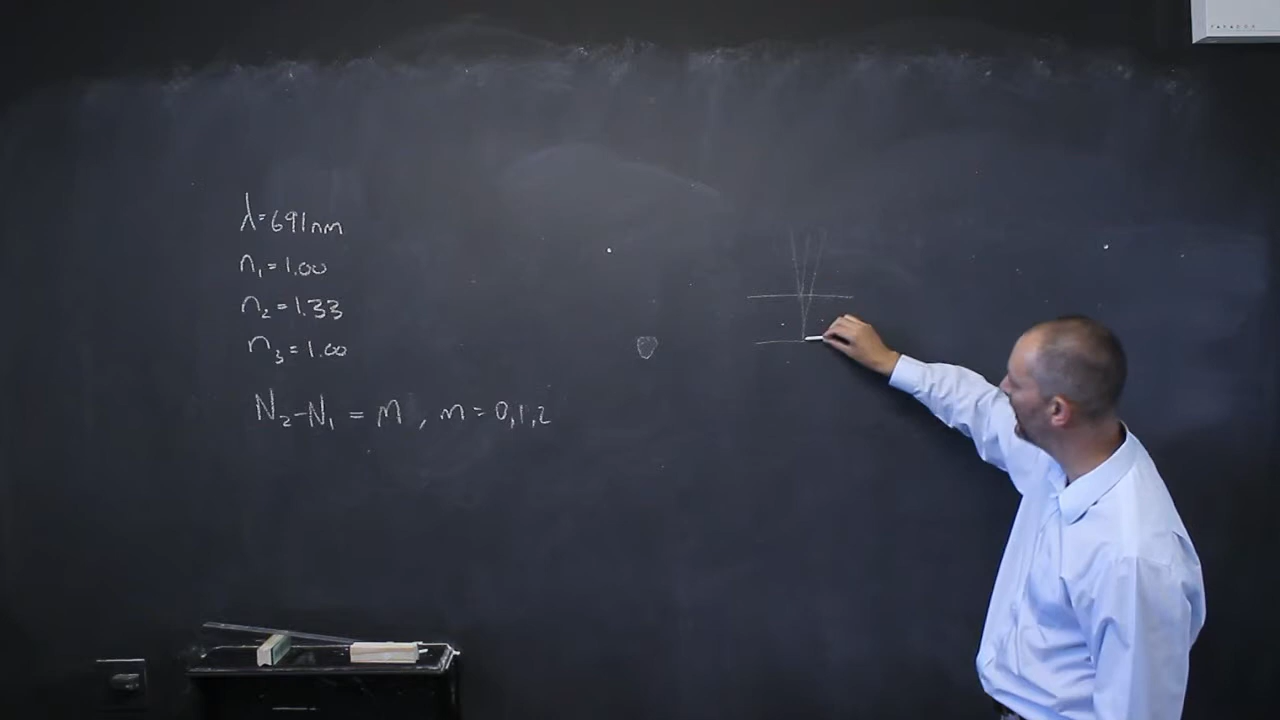 λ=691nm
n₁=1.00
n₂=1.33
n₃=1.00
N₂-N₁ = m, m=0,1,2